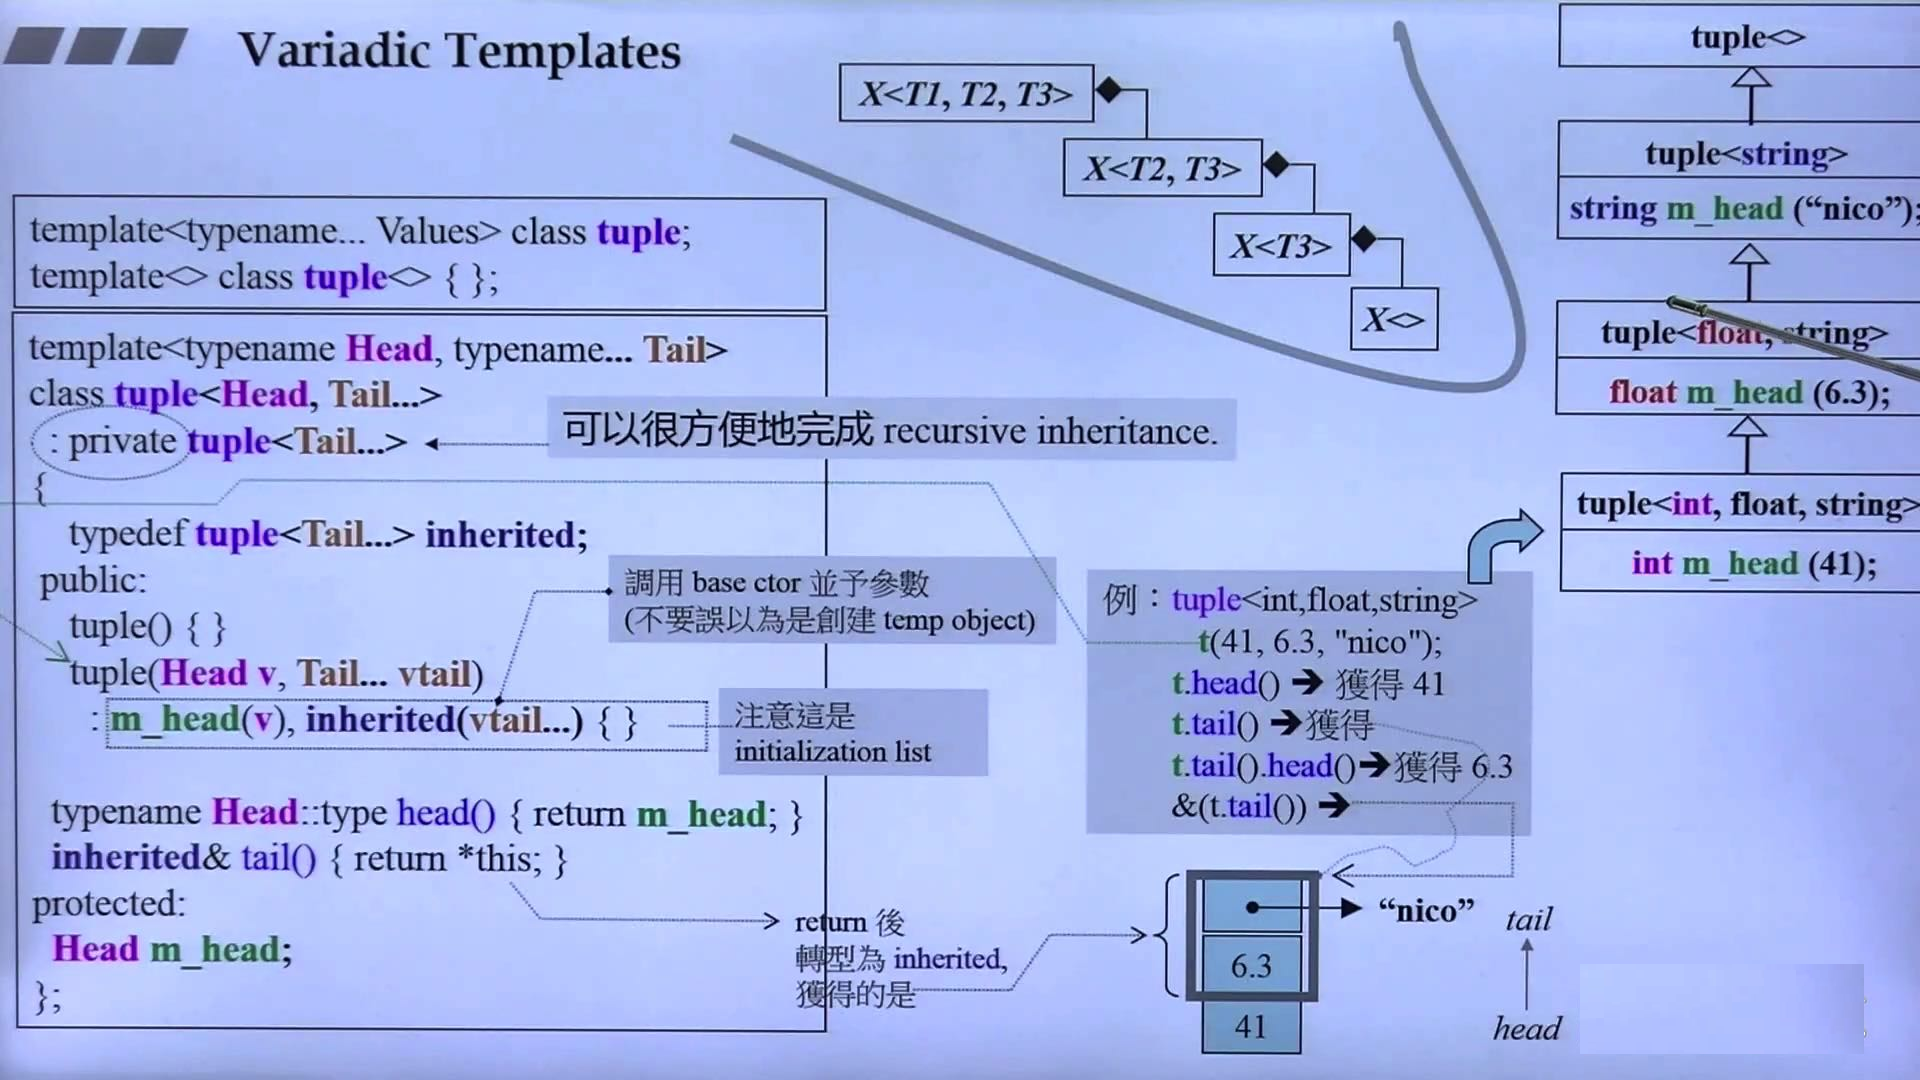 Variadic Templates
X<T1, T2, T3>
X<T2, T3>
X<T3>
X<>
template<typename... Values> class tuple;
template<> class tuple<> { };
template<typename Head, typename... Tail>
class tuple<Head, Tail...>
: private tuple<Tail...>
{
typedef tuple<Tail...> inherited;
public:
tuple() { }
tuple(Head v, Tail... vtail)
: m_head(v), inherited(vtail...) { }
typename Head::type head() { return m_head; }
inherited& tail() { return *this; }
protected:
Head m_head;
};
可以很方便地完成 recursive inheritance.
調用 base ctor 並予參數
(不要誤以為是創建 temp object)
注意這是
initialization list
return 後
轉型為 inherited,
獲得的是
例：tuple<int,float,string>
t(41, 6.3, "nico");
t.head() ➔ 獲得 41
t.tail() ➔獲得
t.tail().head()➔獲得 6.3
&(t.tail()) ➔
“nico”
6.3
41
tail
head
tuple<>
tuple<string>
string m_head (“nico”);
tuple<float, string>
float m_head (6.3);
tuple<int, float, string>
int m_head (41);